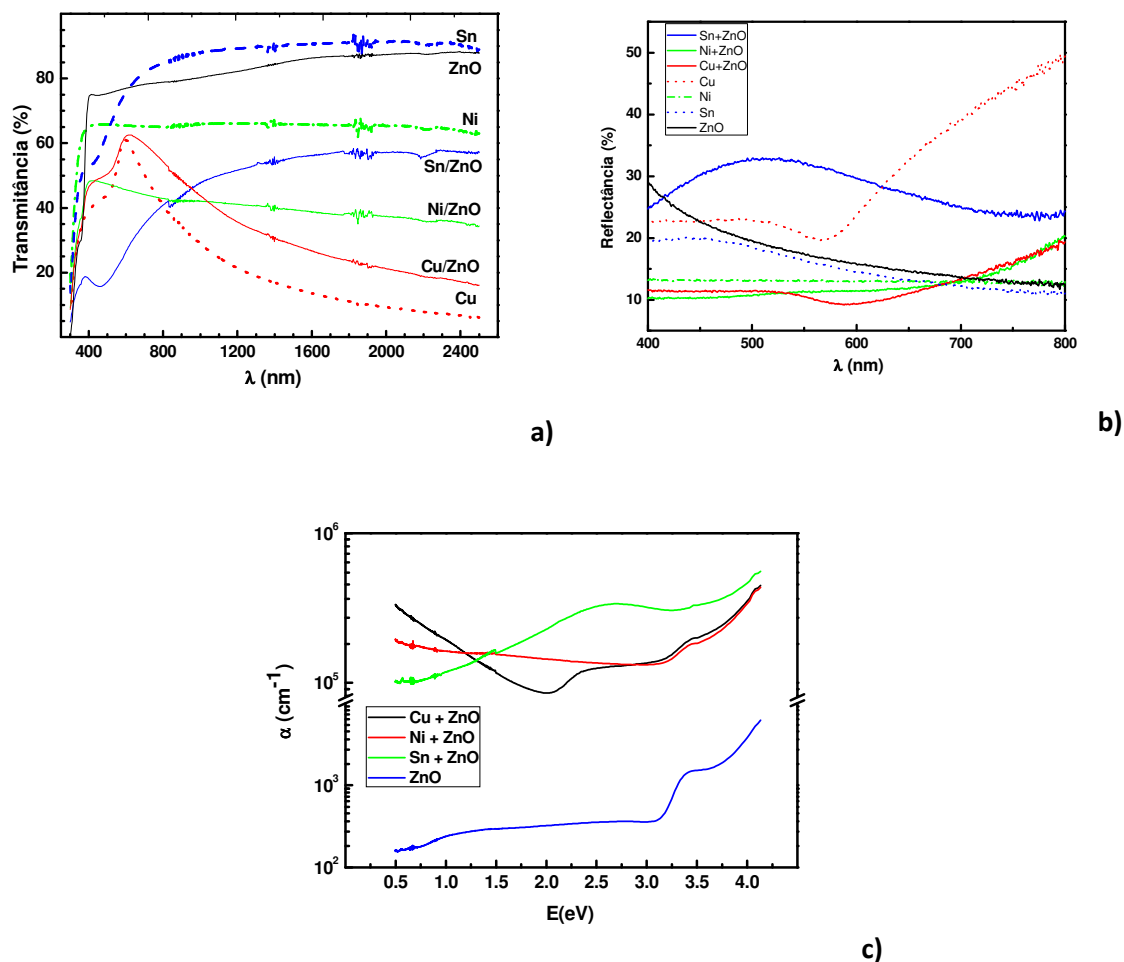 Transmitância (%)
80
60
40
20
Sn
ZnO
Ni
Sn/ZnO
Ni/ZnO
Cu/ZnO
Cu
400 800 1200 1600 2000 2400
λ (nm)
a)
Reflectância (%)
50
40
30
20
10
Sn+ZnO
Ni+ZnO
Cu+ZnO
Cu
Ni
Sn
ZnO
400 500 600 700 800
λ (nm)
b)
α (cm⁻¹)
10⁶
10⁵
10³
10²
Cu + ZnO
Ni + ZnO
Sn + ZnO
ZnO
0.5 1.0 1.5 2.0 2.5 3.0 3.5 4.0
E(eV)
c)